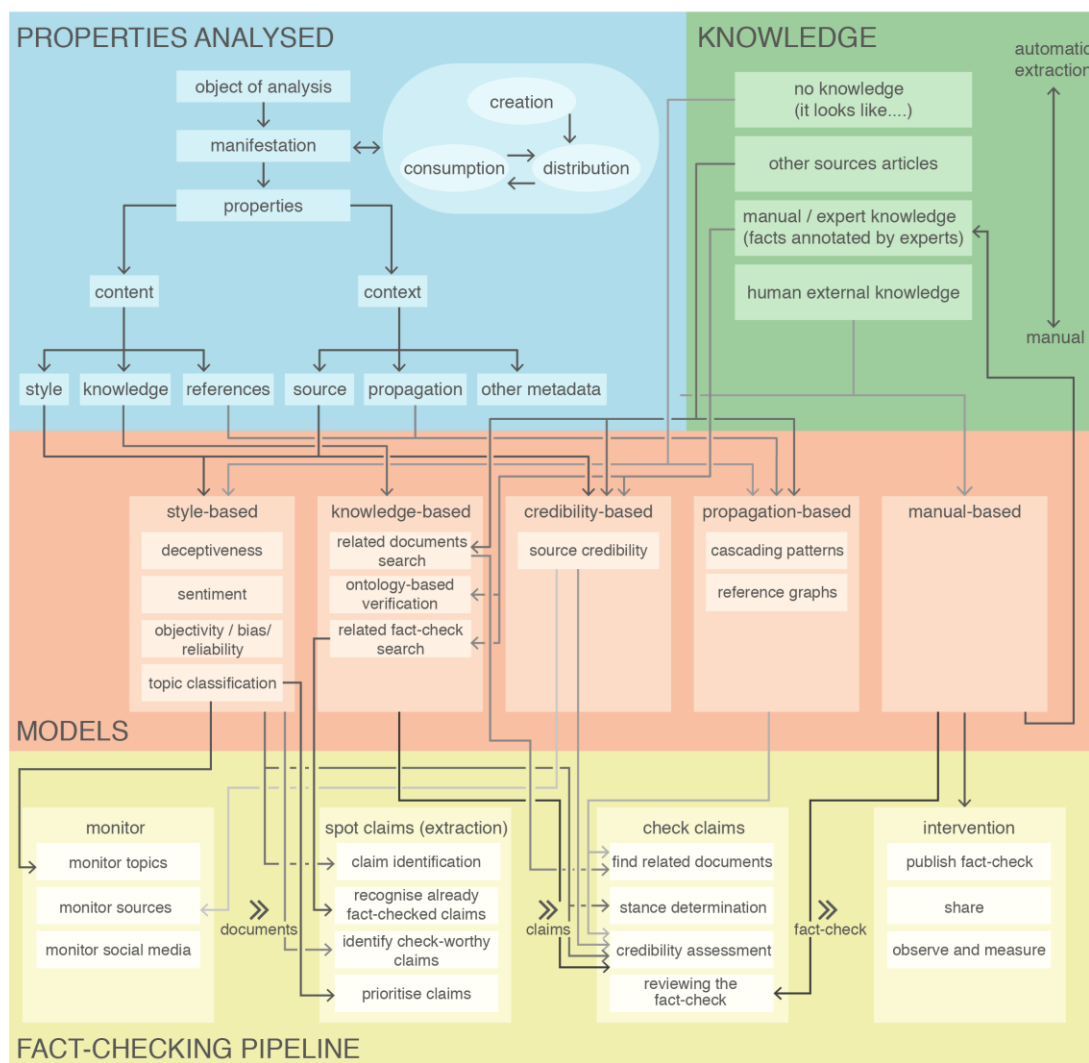 PROPERTIES ANALYSED
object of analysis
manifestation
properties
creation
consumption
distribution
content
context
style
knowledge
references
source
propagation
other metadata
KNOWLEDGE
automatic
extraction
no knowledge
(it looks like....)
other sources articles
manual / expert knowledge
(facts annotated by experts)
human external knowledge
manual
style-based
deceptiveness
sentiment
objectivity / bias/
reliability
topic classification
knowledge-based
related documents
search
ontology-based
verification
related fact-check
search
credibility-based
source credibility
propagation-based
cascading patterns
reference graphs
manual-based
MODELS
monitor
monitor topics
monitor sources
monitor social media
documents
spot claims (extraction)
claim identification
recognise already
fact-checked claims
identify check-worthy
claims
prioritise claims
claims
check claims
find related documents
stance determination
credibility assessment
reviewing the
fact-check
fact-check
intervention
publish fact-check
share
observe and measure
FACT-CHECKING PIPELINE